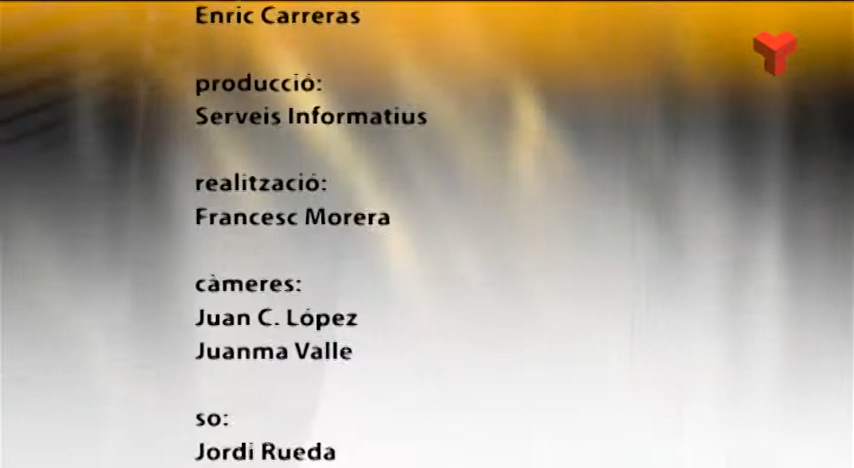 Enric Carreras
producció:
Serveis Informatius
realització:
Francesc Morera
càmeres:
Juan C. López
Juanma Valle
so:
Jordi Rueda